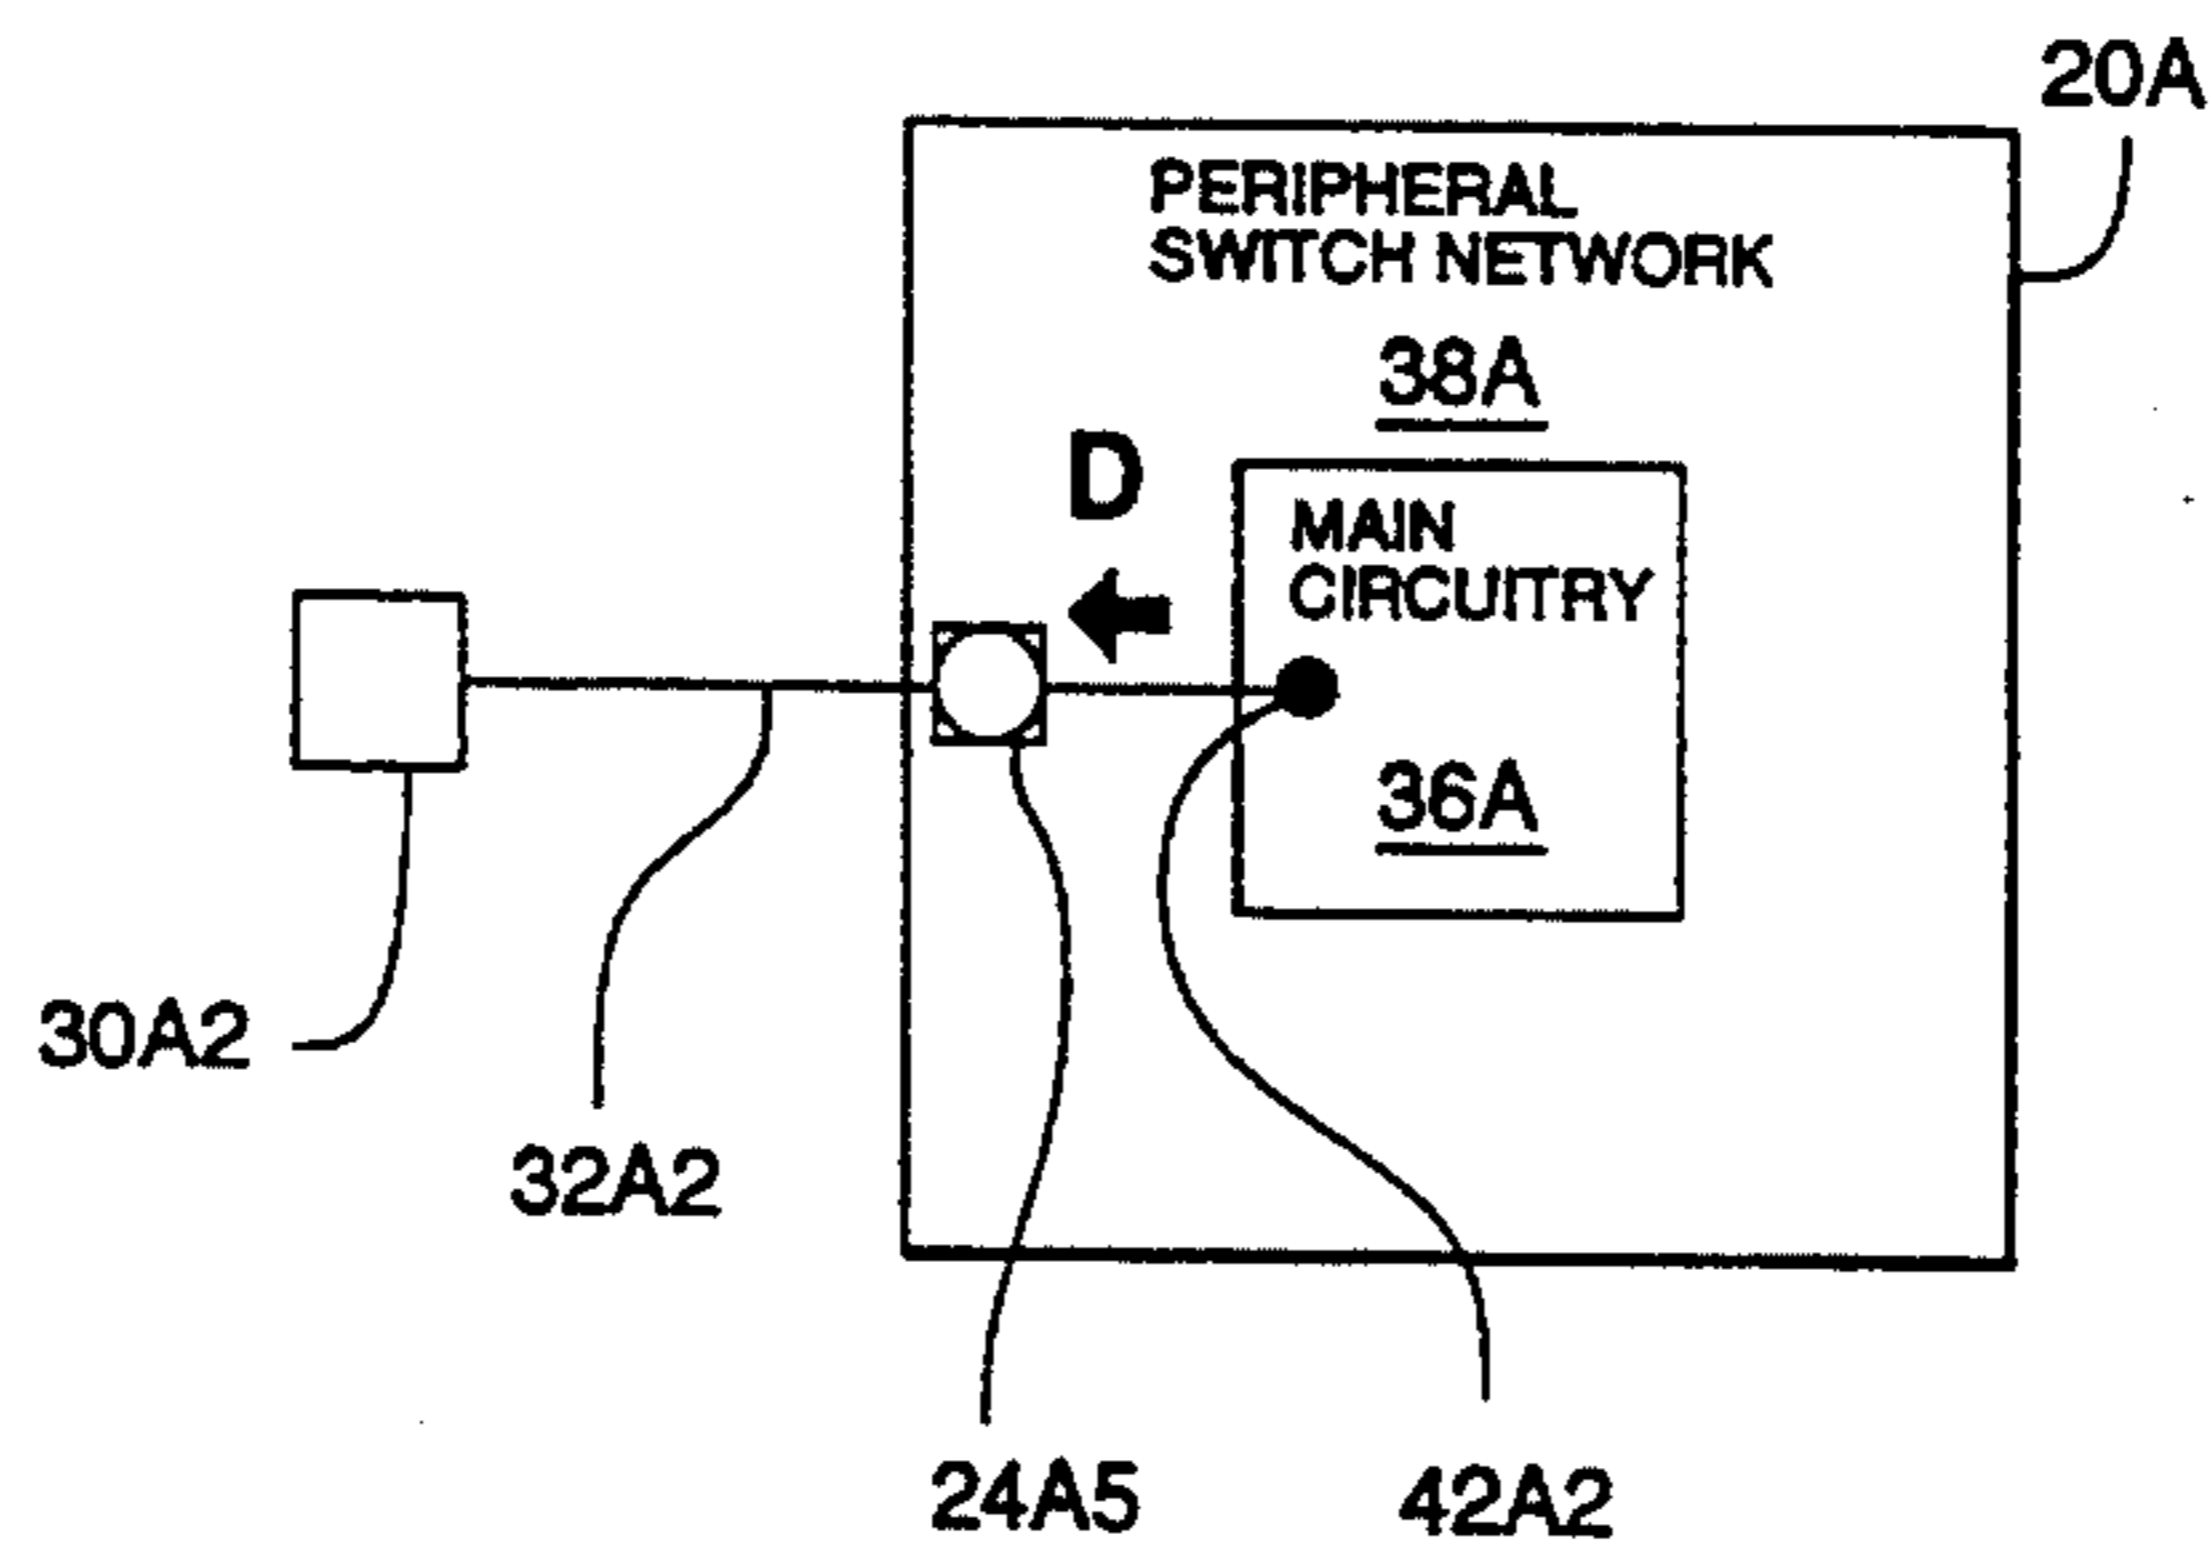 20A
PERIPHERAL
SWITCH NETWORK
38A
D
MAIN
CIRCUITRY
36A
30A2
32A2
24A5
42A2